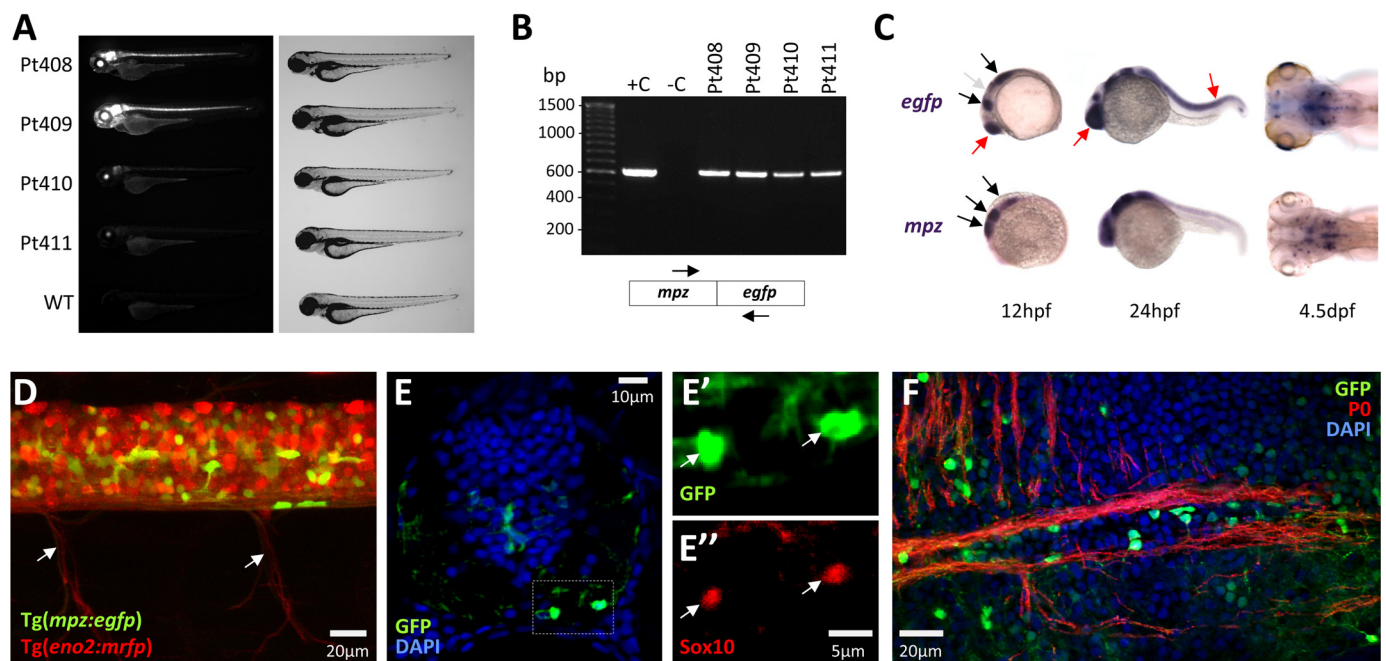 A
Pt408
Pt409
Pt410
Pt411
WT
B
bp
+C
-C
Pt408
Pt409
Pt410
Pt411
1500
1000
600
400
200
mpz
egfp
C
egfp
mpz
12hpf
24hpf
4.5dpf
D
Tg(mpz:egfp)
Tg(eno2:mrfp)
20µm
E
10µm
GFP
DAPI
E'
GFP
E''
Sox10
5µm
F
GFP
P0
DAPI
20µm